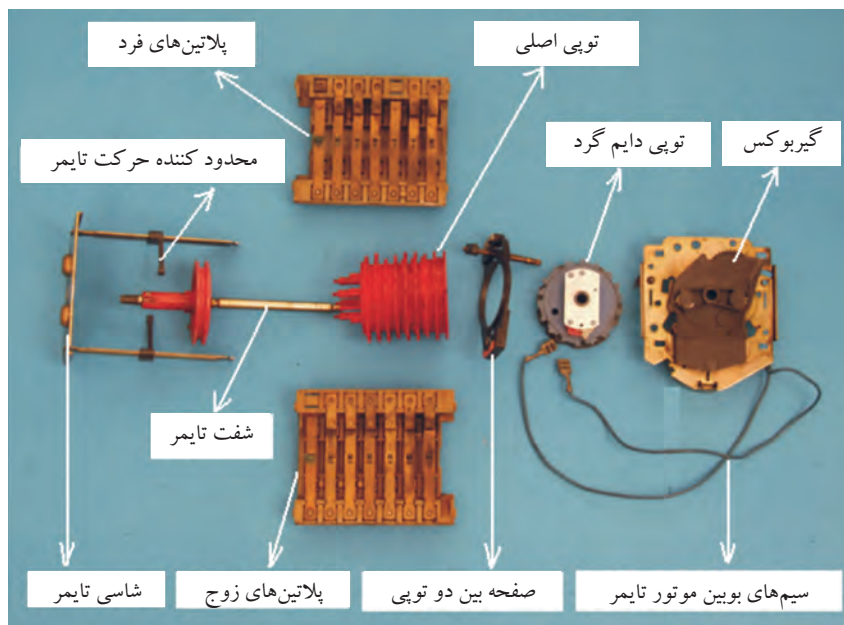 توپی اصلی
پلاتین‌های فرد
گیربوکس
توپی دایم گرد
محدود کننده حرکت تایمر
شفت تایمر
سیم‌های بوبین موتور تایمر
صفحه بین دو توپی
پلاتین‌های زوج
شاسی تایمر